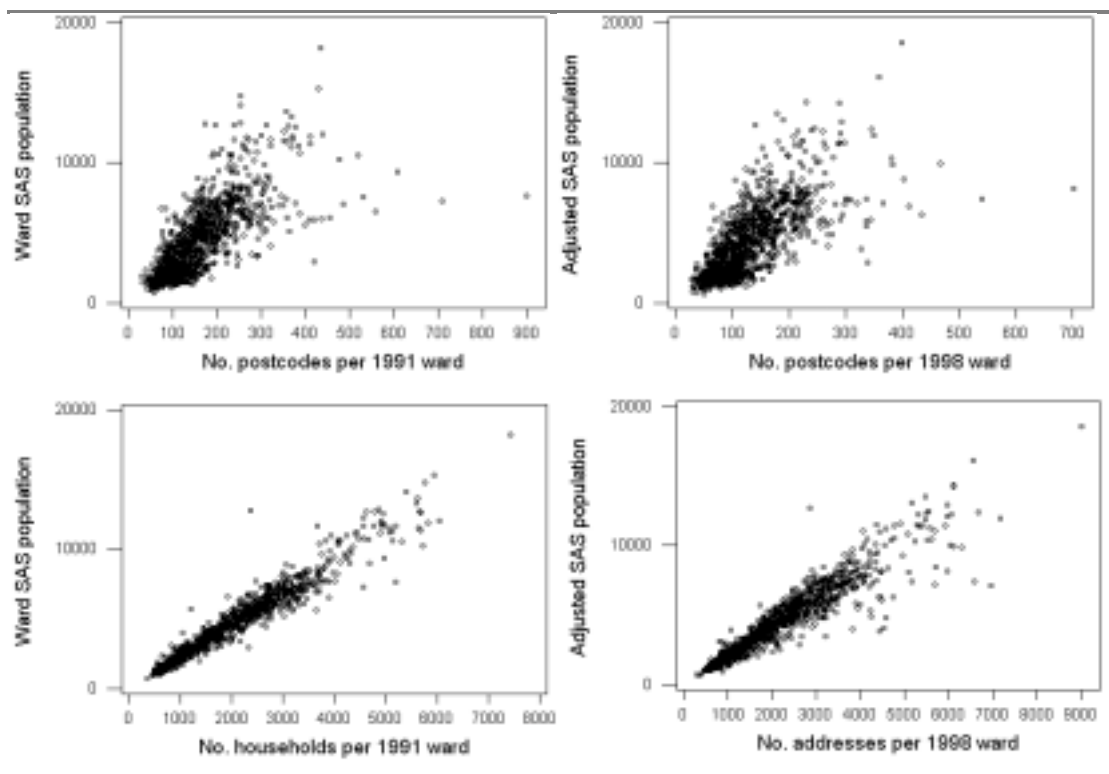 20000
10000
0
Ward SAS population
0 100 200 300 400 500 600 700 800 900
No. postcodes per 1991 ward
20000
10000
0
Adjusted SAS population
0 100 200 300 400 500 600 700
No. postcodes per 1998 ward
20000
10000
0
Ward SAS population
0 1000 2000 3000 4000 5000 6000 7000 8000
No. households per 1991 ward
20000
10000
0
Adjusted SAS population
0 1000 2000 3000 4000 5000 6000 7000 8000 9000
No. addresses per 1998 ward